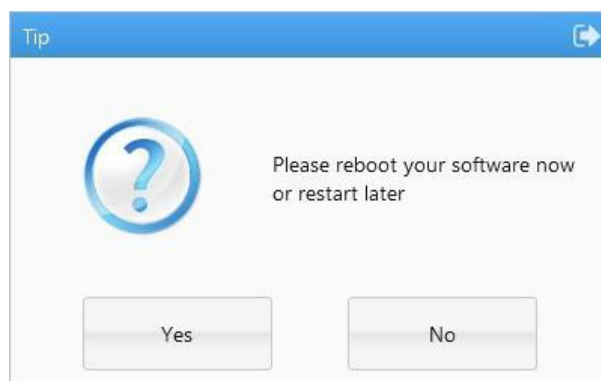 Tip
Please reboot your software now
or restart later
Yes
No